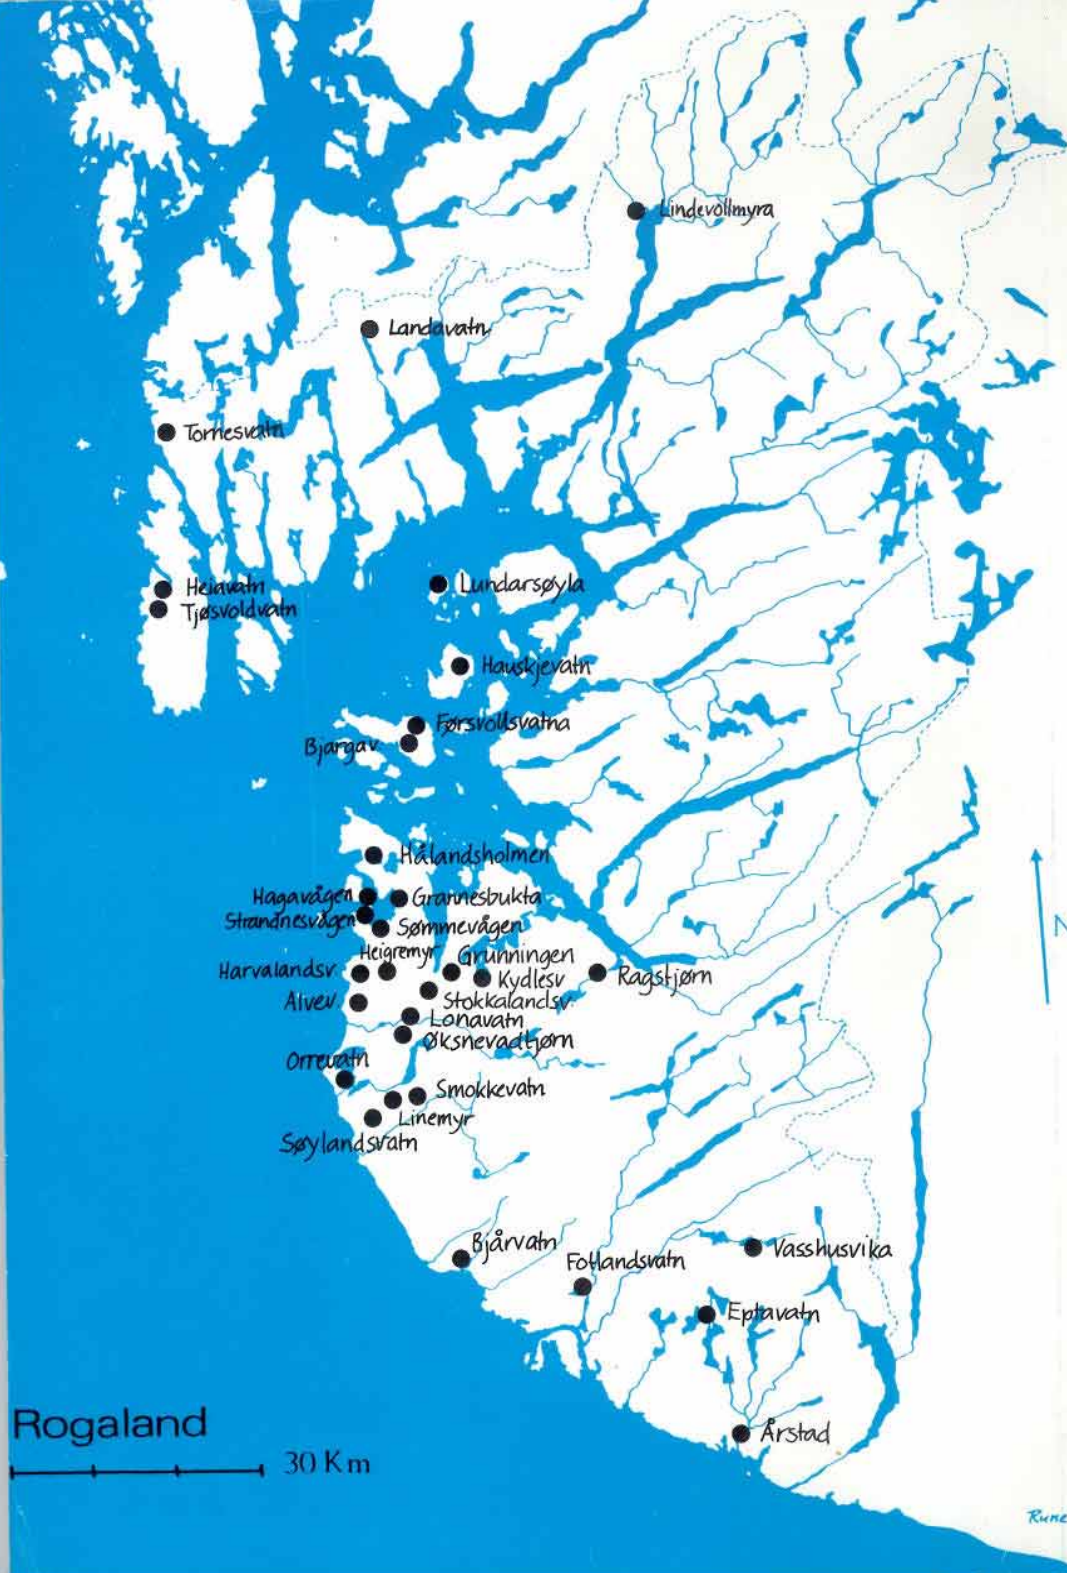 Lindevollmyra
Landavatn
Tornesvatn
Heiavatn
Tjøsvoldvatn
Lundarsøyla
Hauskjevatn
Førsvollsvatna
Bjargav.
Hålandsholmen
Hagavågen
Grannesbukta
Strandnesvågen
Sømmevågen
Heigremyr
Grunningen
Harvalandsv.
Kydlesv
Ragstjørn
Alvev.
Stokkalandsv.
Lonavatn
Øksnevadtjørn
Orrevatn
Smokkevatn
Linemyr
Søylandsvatn
Bjårvatn
Fotlandsvatn
Vasshusvika
Eptavatn
Årstad
Rogaland
30 Km
N
Rune